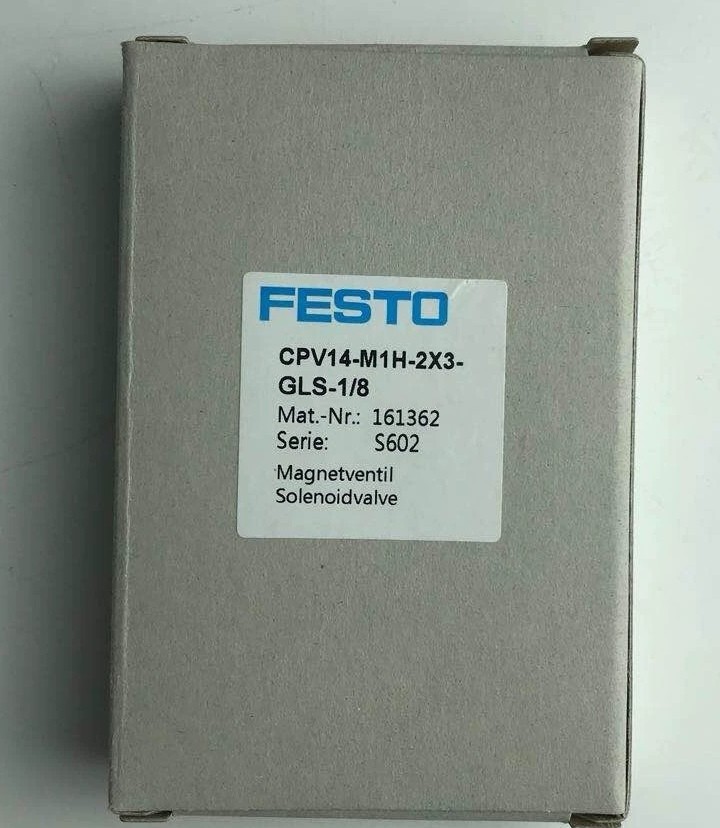 FESTO
CPV14-M1H-2X3-
GLS-1/8
Mat.-Nr.: 161362
Serie: S602
Magnetventil
Solenoidvalve